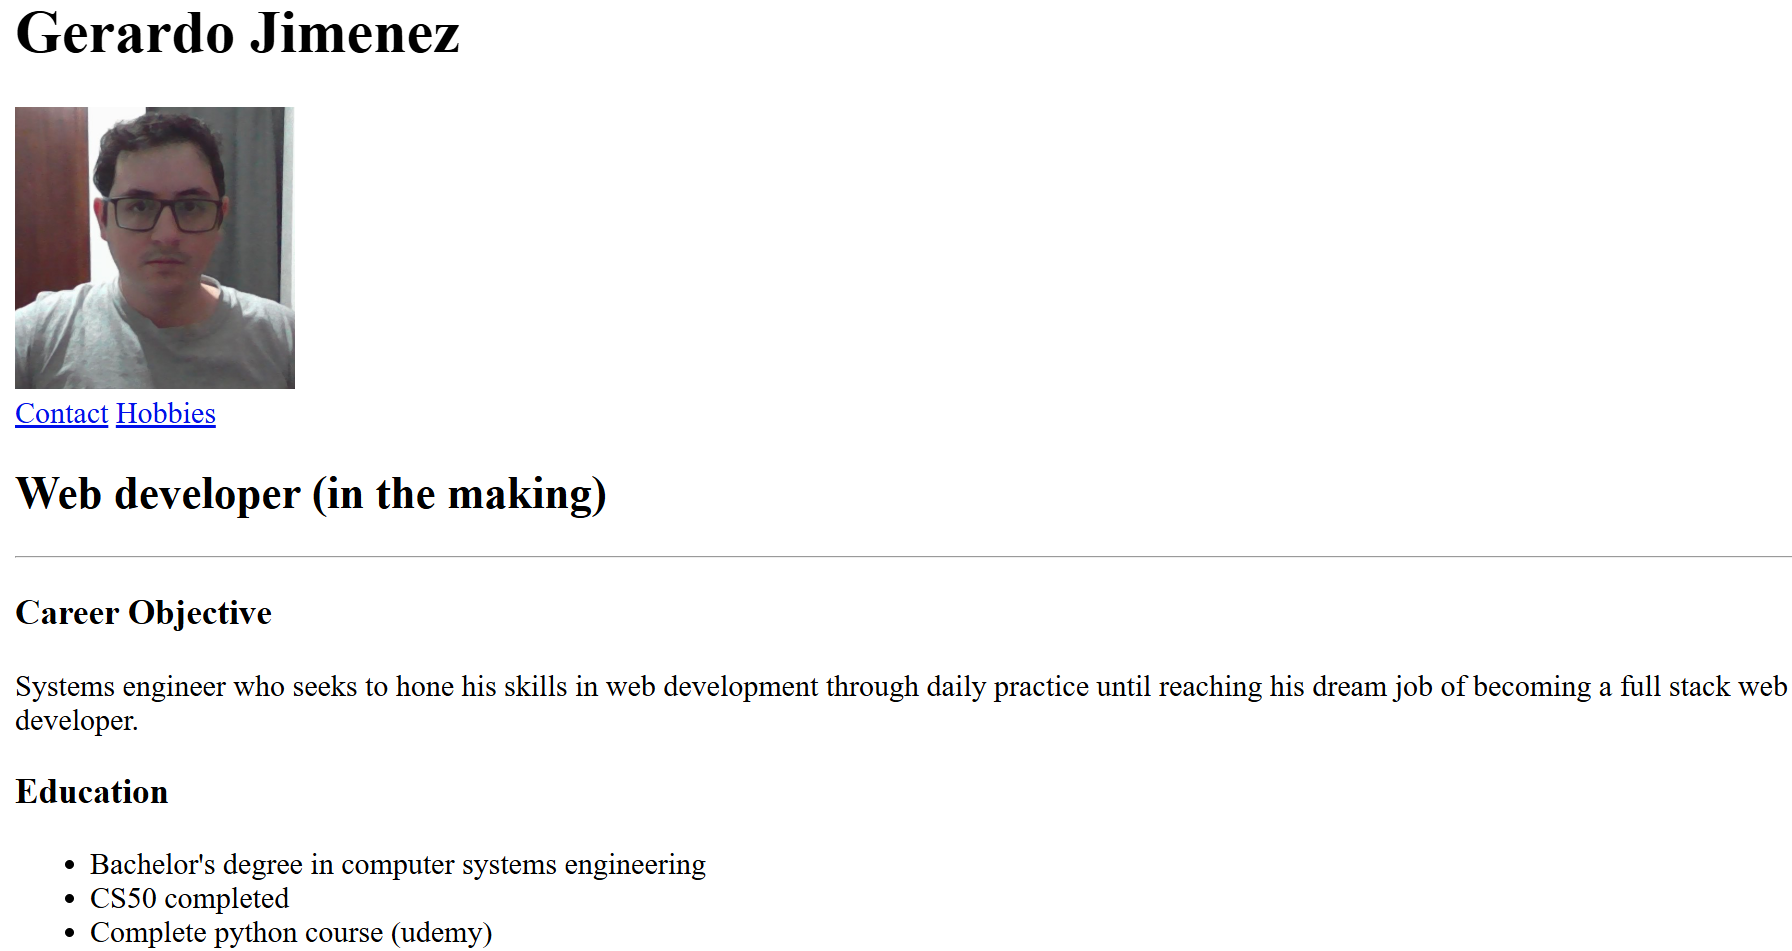 Gerardo Jimenez
Contact Hobbies
Web developer (in the making)
Career Objective
Systems engineer who seeks to hone his skills in web development through daily practice until reaching his dream job of becoming a full stack web
developer.
Education
Bachelor's degree in computer systems engineering
CS50 completed
Complete python course (udemy)